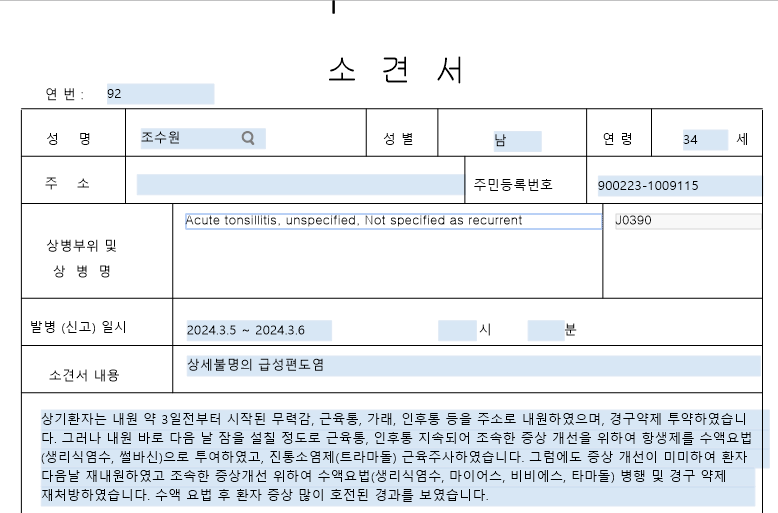 소 견 서
연 번 : 92
성 명 조수원 성 별 남 연 령 34 세
주 소 주민등록번호 900223-1009115
상병부위 및
상 병 명
Acute tonsillitis, unspecified, Not specified as recurrent J0390
발병 (신고) 일시 2024.3.5 ~ 2024.3.6 시 분
소견서 내용 상세불명의 급성편도염
상기환자는 내원 약 3일전부터 시작된 무력감, 근육통, 가래, 인후통 등을 주소로 내원하였으며, 경구약제 투약하였습니
다. 그러나 내원 바로 다음 날 잠을 설칠 정도로 근육통, 인후통 지속되어 조속한 증상 개선을 위하여 항생제를 수액요법
(생리식염수, 썰바신)으로 투여하였고, 진통소염제(트라마돌) 근육주사하였습니다. 그럼에도 증상 개선이 미미하여 환자
다음날 재내원하였고 조속한 증상개선 위하여 수액요법(생리식염수, 마이어스, 비비에스, 타마돌) 병행 및 경구 약제
재처방하였습니다. 수액 요법 후 환자 증상 많이 호전된 경과를 보였습니다.